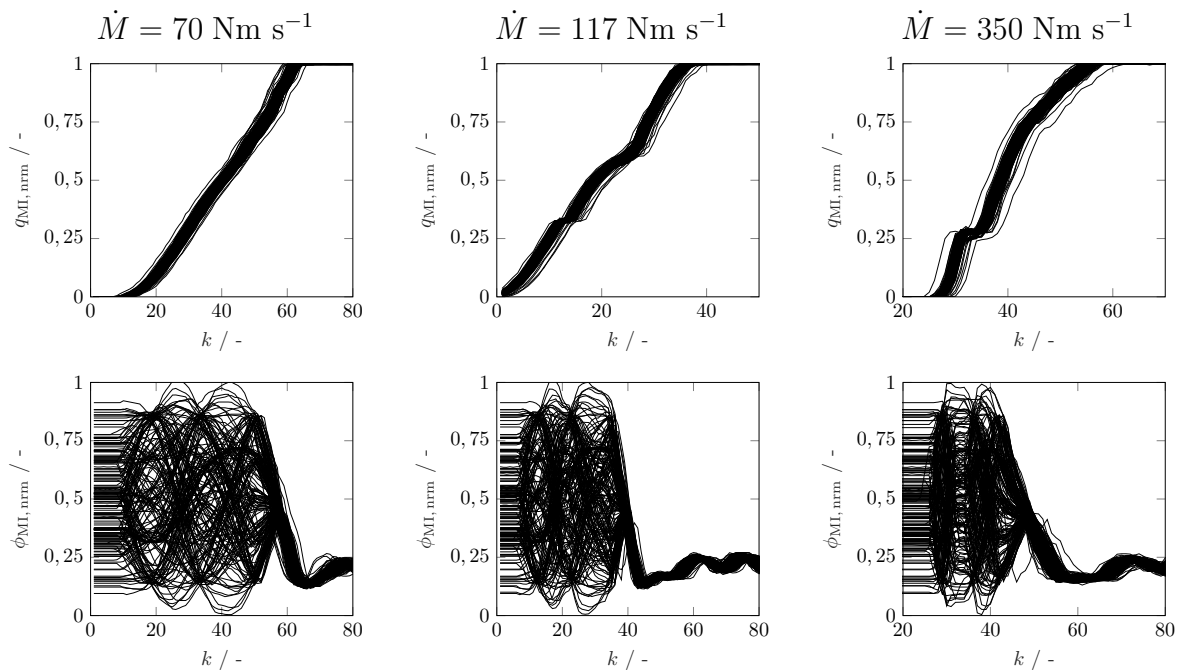 Ṁ = 70 Nm s⁻¹ Ṁ = 117 Nm s⁻¹ Ṁ = 350 Nm s⁻¹
1 1 1
0,75 0,75 0,75
0,5 0,5 0,5
0,25 0,25 0,25
0 0 0
q_MI,nrm / - q_MI,nrm / - q_MI,nrm / -
0 20 40 60 80 0 20 40 20 40 60
k / - k / - k / -
1 1 1
0,75 0,75 0,75
0,5 0,5 0,5
0,25 0,25 0,25
0 0 0
ϕ_MI,nrm / - ϕ_MI,nrm / - ϕ_MI,nrm / -
0 20 40 60 80 0 20 40 60 80 20 40 60 80
k / - k / - k / -